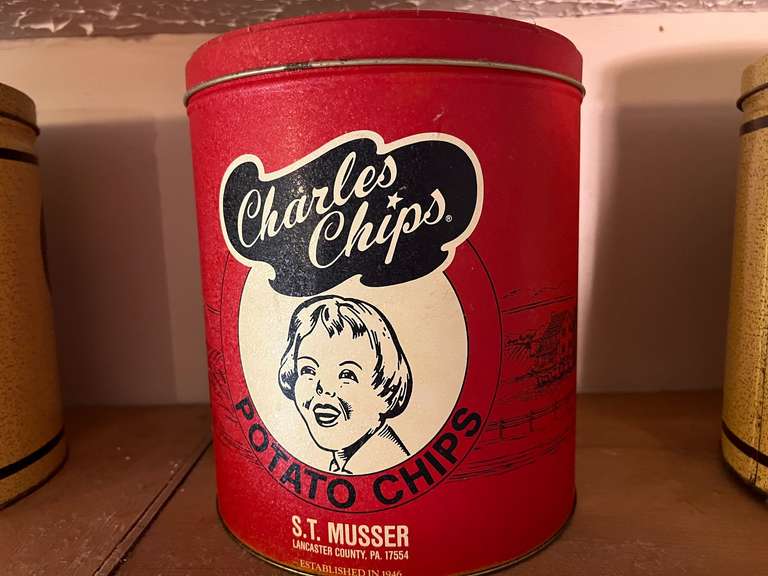 Charles
Chips®
POTATO CHIPS
S.T. MUSSER
LANCASTER COUNTY, PA. 17554
– ESTABLISHED IN 1946